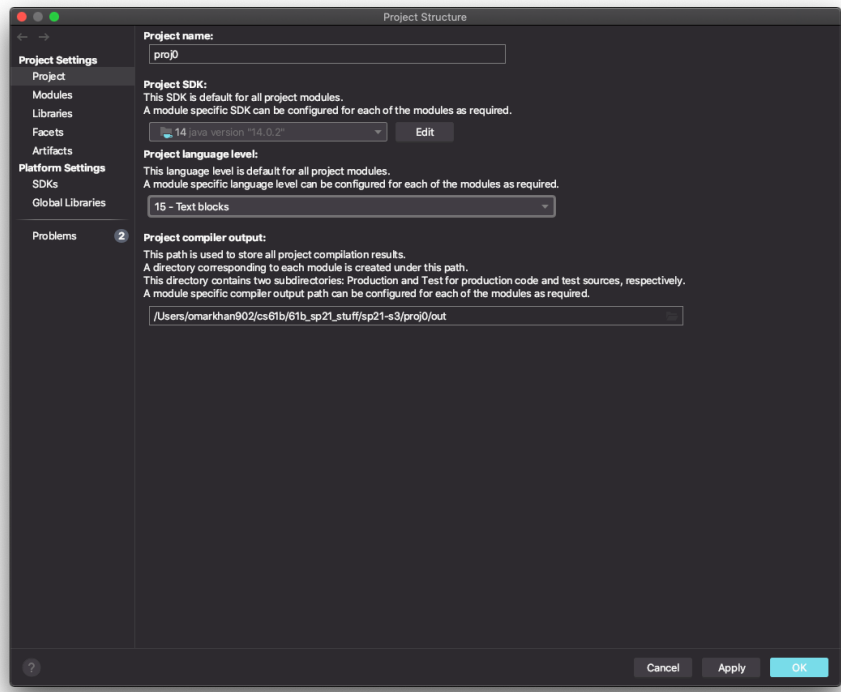 Project Structure
Project name:
proj0
Project Settings
Project
Modules
Libraries
Facets
Artifacts
Platform Settings
SDKs
Global Libraries
Problems 2
Project SDK:
This SDK is default for all project modules.
A module specific SDK can be configured for each of the modules as required.
14 java version "14.0.2"
Edit
Project language level:
This language level is default for all project modules.
A module specific language level can be configured for each of the modules as required.
15 - Text blocks
Project compiler output:
This path is used to store all project compilation results.
A directory corresponding to each module is created under this path.
This directory contains two subdirectories: Production and Test for production code and test sources, respectively.
A module specific compiler output path can be configured for each of the modules as required.
/Users/omarkhan902/cs61b/61b_sp21_stuff/sp21-s3/proj0/out
?
Cancel
Apply
OK